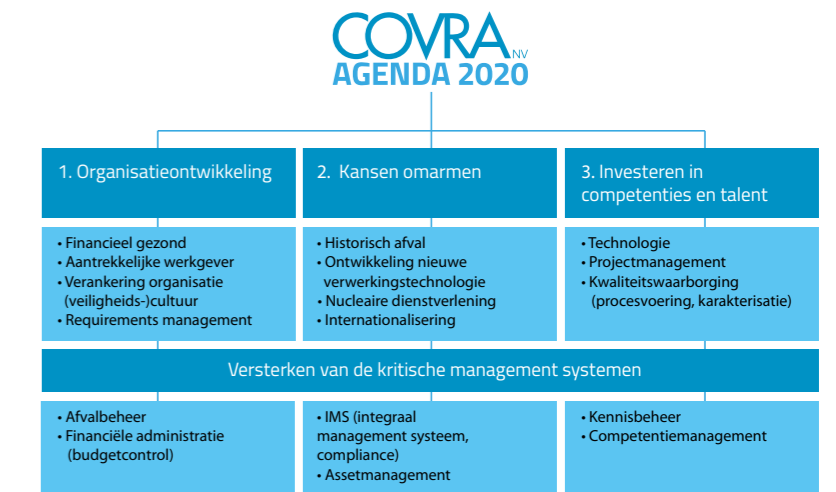 COVRA NV
AGENDA 2020
1. Organisatieontwikkeling
2. Kansen omarmen
3. Investeren in
competenties en talent
• Financieel gezond
• Aantrekkelijke werkgever
• Verankering organisatie
(veiligheids-)cultuur
• Requirements management
• Historisch afval
• Ontwikkeling nieuwe
verwerkingstechnologie
• Nucleaire dienstverlening
• Internationalisering
• Technologie
• Projectmanagement
• Kwaliteitswaarborging
(procesvoering, karakterisatie)
Versterken van de kritische management systemen
• Afvalbeheer
• Financiële administratie
(budgetcontrol)
• IMS (integraal
management systeem,
compliance)
• Assetmanagement
• Kennisbeheer
• Competentiemanagement